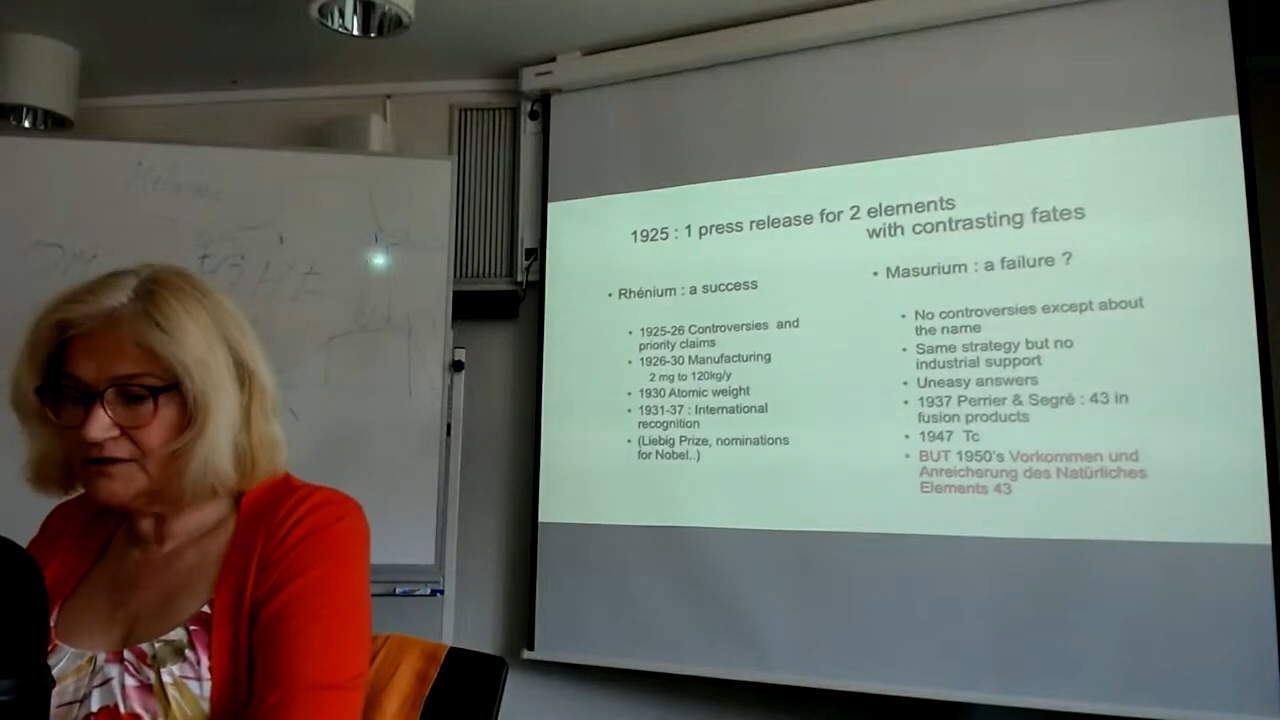 1925 : 1 press release for 2 elements
with contrasting fates
• Rhénium : a success
• 1925-26 Controversies and
priority claims
• 1926-30 Manufacturing
2 mg to 120kg/y
• 1930 Atomic weight
• 1931-37 : International
recognition
• (Liebig Prize, nominations
for Nobel..)
• Masurium : a failure ?
• No controversies except about
the name
• Same strategy but no
industrial support
• Uneasy answers
• 1937 Perrier & Segré : 43 in
fusion products
• 1947 Tc
• BUT 1950's Vorkommen und
Anreicherung des Natürliches
Elements 43